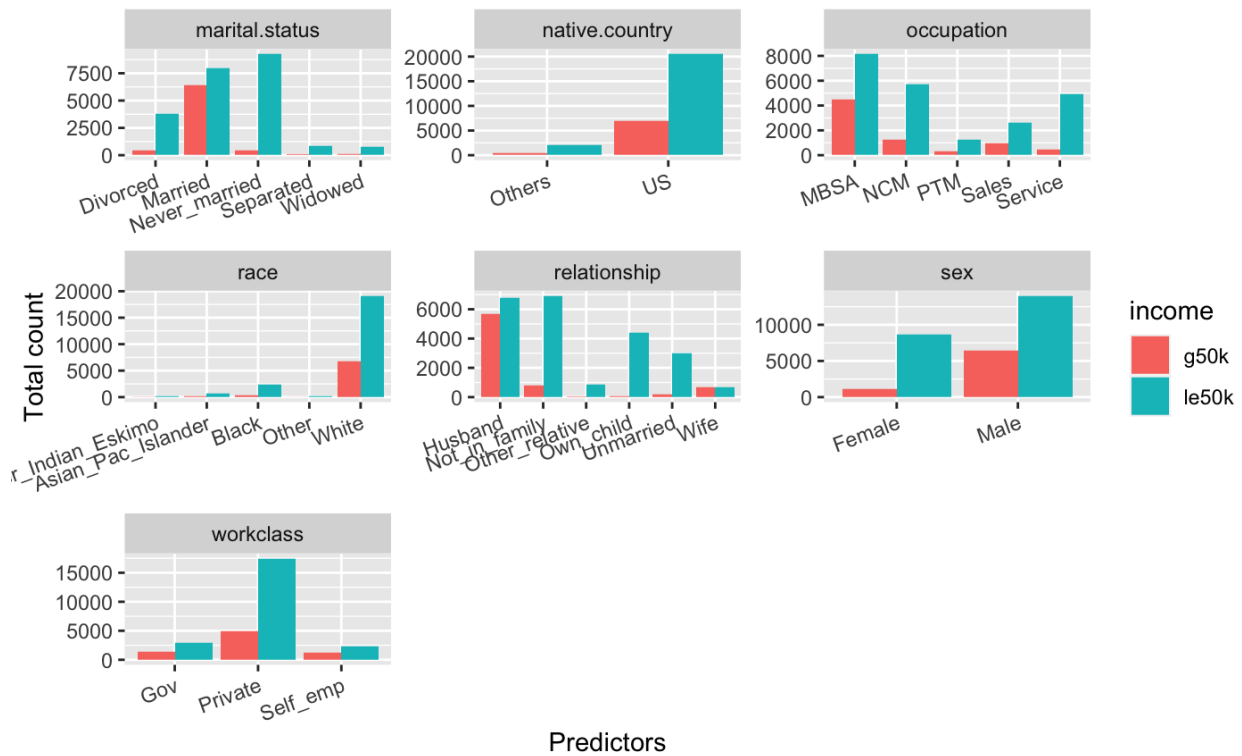 marital.status
7500
5000
2500
0
Divorced
Married
Never_married
Separated
Widowed
native.country
20000
15000
10000
5000
0
Others
US
occupation
8000
6000
4000
2000
0
MBSA
NCM
PTM
Sales
Service
Total count
race
20000
15000
10000
5000
0
r_Indian_Eskimo
Asian_Pac_Islander
Black
Other
White
relationship
6000
4000
2000
0
Husband
Not_in_family
Other_relative
Own_child
Unmarried
Wife
sex
10000
5000
0
Female
Male
income
g50k
le50k
workclass
15000
10000
5000
0
Gov
Private
Self_emp
Predictors